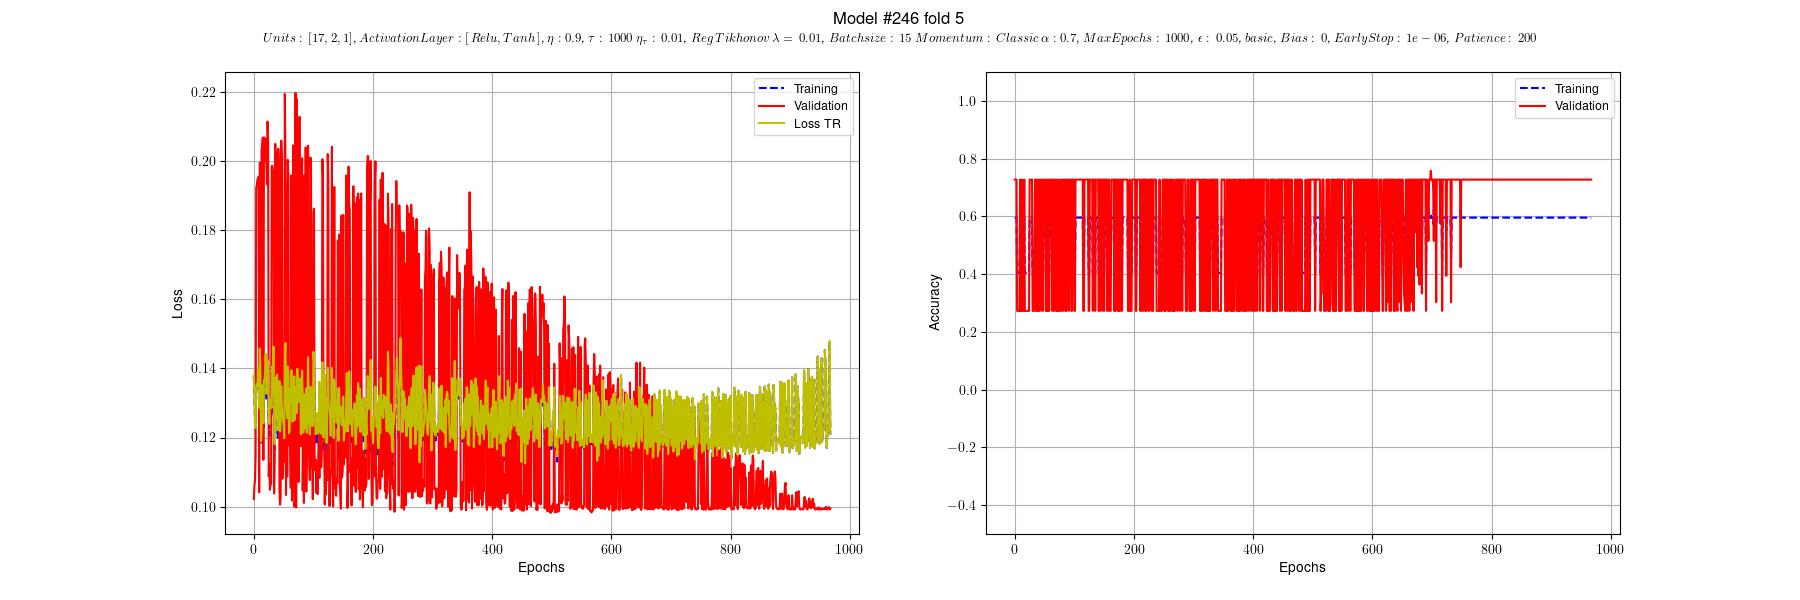 Model #246 fold 5
Units : [17, 2, 1], ActivationLayer : [ Relu, Tanh], η : 0.9, τ : 1000 ητ : 0.01, RegTikhonov λ = 0.01, Batchsize : 15 Momentum : Classic α : 0.7, MaxEpochs : 1000, ϵ : 0.05, basic, Bias : 0, EarlyStop : 1e − 06, Patience : 200
Training
Validation
Loss TR
0.22
0.20
0.18
0.16
0.14
0.12
0.10
Loss
0 200 400 600 800 1000
Epochs
Training
Validation
1.0
0.8
0.6
0.4
0.2
0.0
−0.2
−0.4
Accuracy
0 200 400 600 800 1000
Epochs